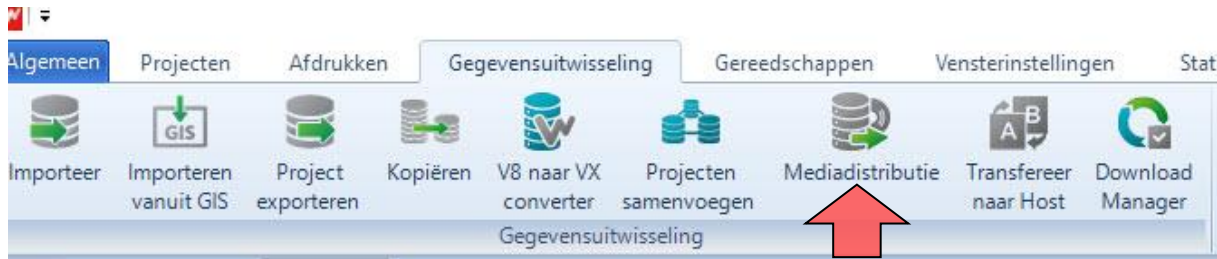 Algemeen Projecten Afdrukken Gegevensuitwisseling Gereedschappen Vensterinstellingen Stat
GIS A B
Importeer Importeren Project Kopiëren V8 naar VX Projecten Mediadistributie Transfereer Download
vanuit GIS exporteren converter samenvoegen naar Host Manager
Gegevensuitwisseling